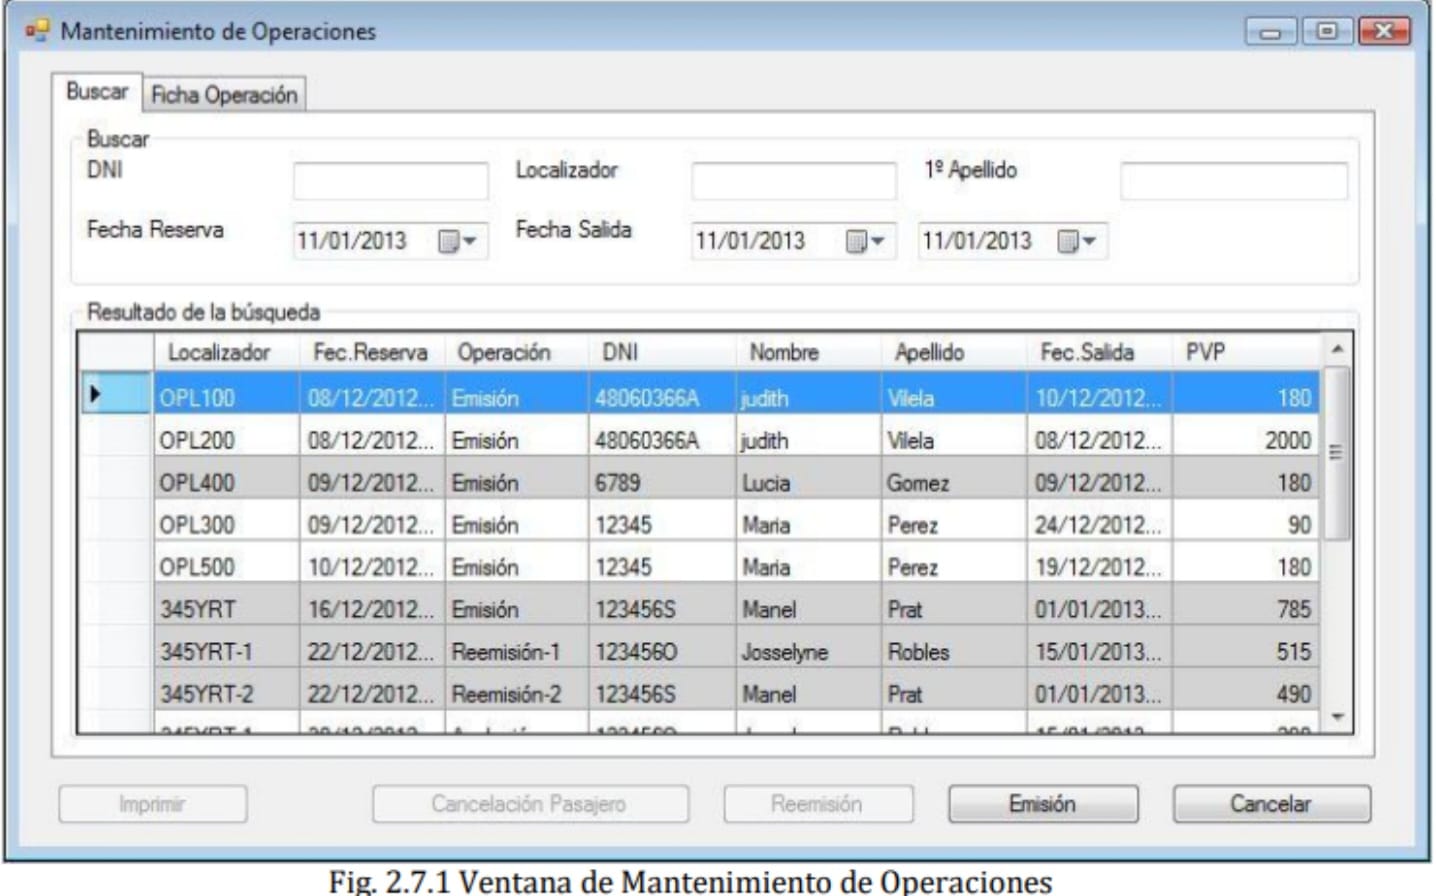 Mantenimiento de Operaciones
Buscar Ficha Operación
Buscar
DNI Localizador 1º Apellido
Fecha Reserva 11/01/2013 Fecha Salida 11/01/2013 11/01/2013
Resultado de la búsqueda
Localizador Fec.Reserva Operación DNI Nombre Apellido Fec.Salida PVP
OPL100 08/12/2012... Emisión 48060366A judith Vilela 10/12/2012... 180
OPL200 08/12/2012... Emisión 48060366A judith Vilela 08/12/2012... 2000
OPL400 09/12/2012... Emisión 6789 Lucia Gomez 09/12/2012... 180
OPL300 09/12/2012... Emisión 12345 Maria Perez 24/12/2012... 90
OPL500 10/12/2012... Emisión 12345 Maria Perez 19/12/2012... 180
345YRT 16/12/2012... Emisión 123456S Manel Prat 01/01/2013... 785
345YRT-1 22/12/2012... Reemisión-1 123456O Josselyne Robles 15/01/2013... 515
345YRT-2 22/12/2012... Reemisión-2 123456S Manel Prat 01/01/2013... 490
Imprimir Cancelación Pasajero Reemisión Emisión Cancelar
Fig. 2.7.1 Ventana de Mantenimiento de Operaciones